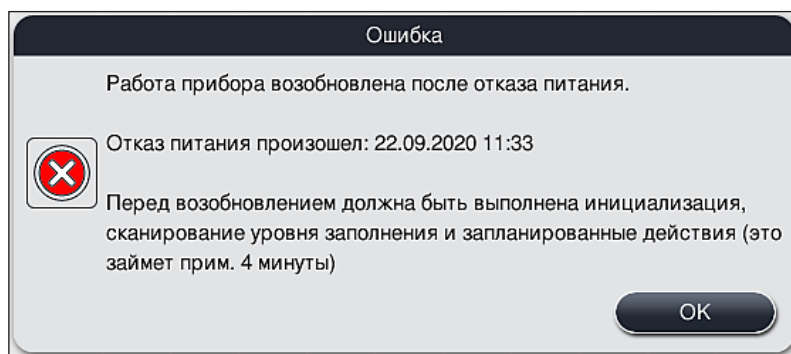 Ошибка
Работа прибора возобновлена после отказа питания.
Отказ питания произошел: 22.09.2020 11:33
Перед возобновлением должна быть выполнена инициализация,
сканирование уровня заполнения и запланированные действия (это
займет прим. 4 минуты)
OK